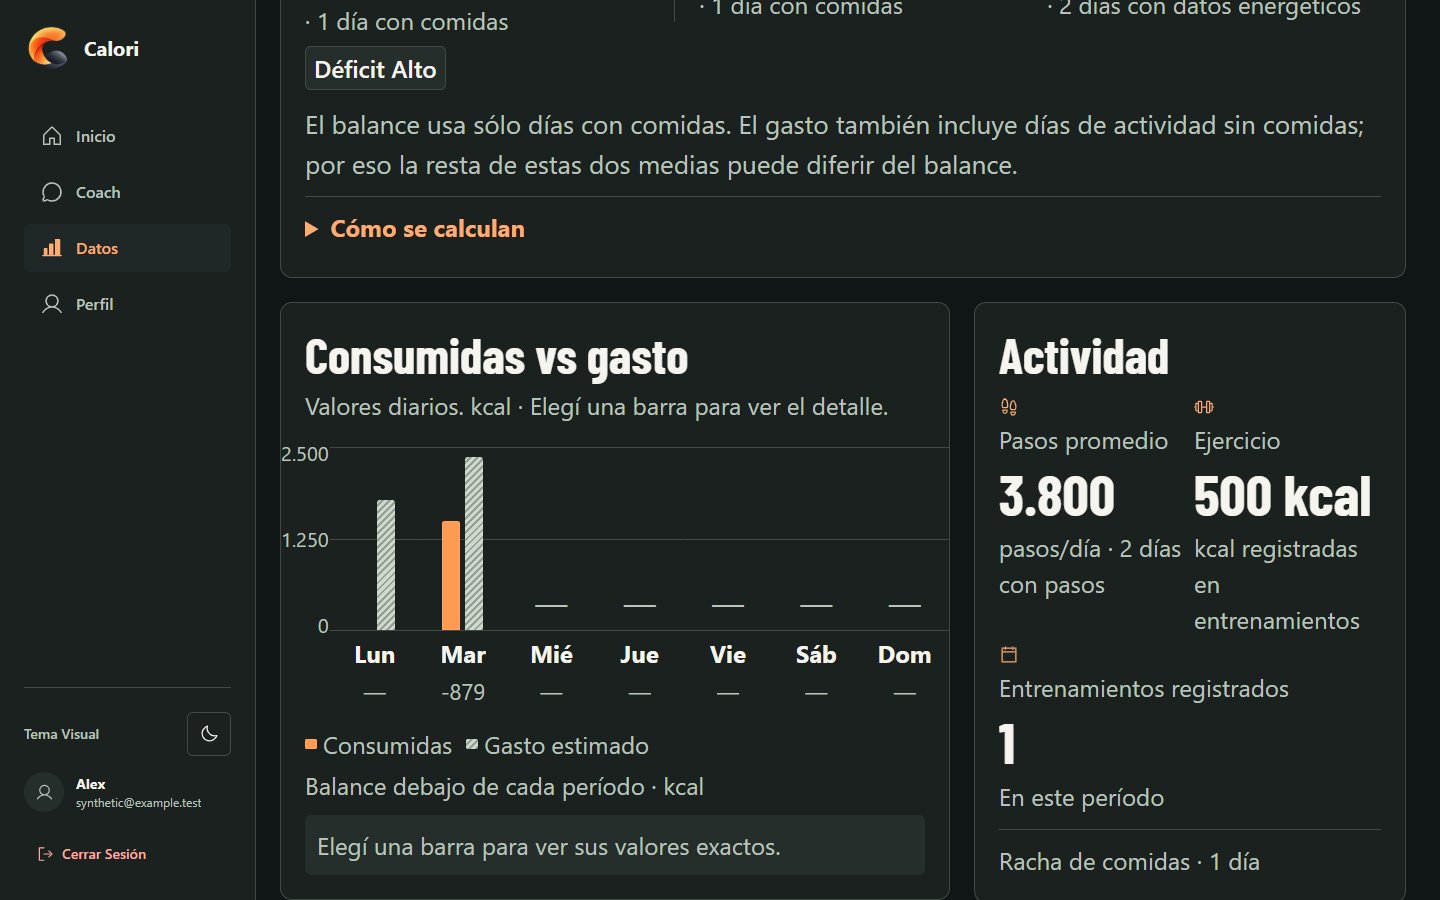 Calori
Inicio
Coach
Datos
Perfil
Tema Visual
Alex
synthetic@example.test
Cerrar Sesión
· 1 día con comidas
· 1 día con comidas
· 2 días con datos energéticos
Déficit Alto
El balance usa sólo días con comidas. El gasto también incluye días de actividad sin comidas;
por eso la resta de estas dos medias puede diferir del balance.
Cómo se calculan
Consumidas vs gasto
Valores diarios. kcal · Elegí una barra para ver el detalle.
2.500
1.250
0
Lun Mar Mié Jue Vie Sáb Dom
— -879 — — — — —
Consumidas Gasto estimado
Balance debajo de cada período · kcal
Elegí una barra para ver sus valores exactos.
Actividad
Pasos promedio
3.800
pasos/día · 2 días
con pasos
Ejercicio
500 kcal
kcal registradas
en
entrenamientos
Entrenamientos registrados
1
En este período
Racha de comidas · 1 día